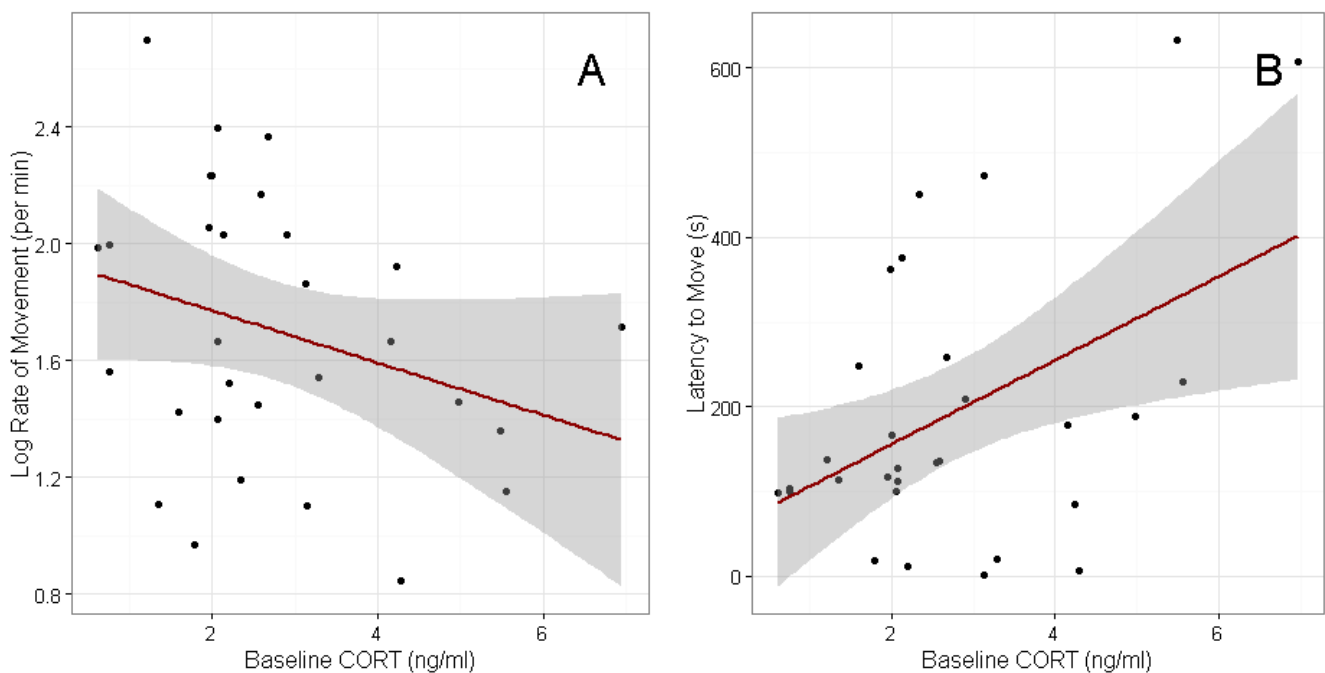 A
Log Rate of Movement (per min)
2.4
2.0
1.6
1.2
0.8
2 4 6
Baseline CORT (ng/ml)
B
Latency to Move (s)
600
400
200
0
2 4 6
Baseline CORT (ng/ml)